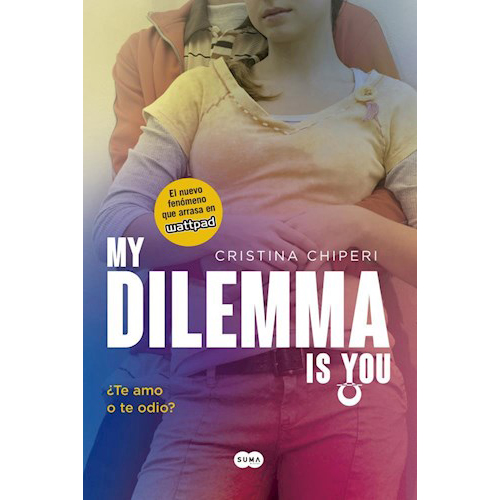 El nuevo
fenómeno
que arrasa en
wattpad
CRISTINA CHIPERI
MY
DILEMMA
IS YOU
¿Te amo
o te odio?
SUMA